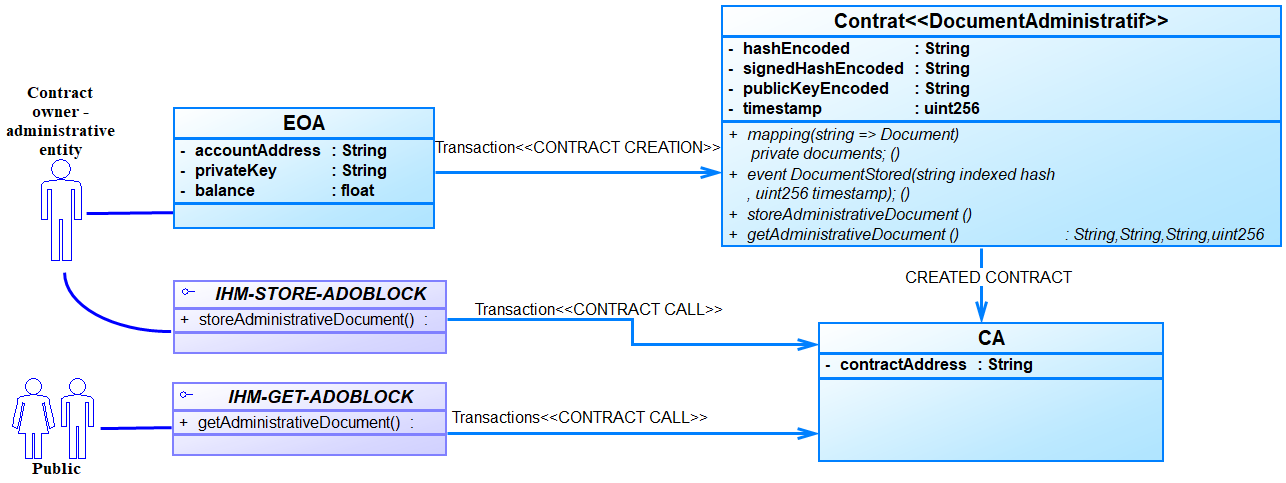 Contract
owner -
administrative
entity
EOA
- accountAddress : String
- privateKey : String
- balance : float
Transaction<<CONTRACT CREATION>>
Contrat<<DocumentAdministratif>>
- hashEncoded : String
- signedHashEncoded : String
- publicKeyEncoded : String
- timestamp : uint256
+ mapping(string => Document)
private documents; ()
+ event DocumentStored(string indexed hash
, uint256 timestamp); ()
+ storeAdministrativeDocument ()
+ getAdministrativeDocument () : String,String,String,uint256
CREATED CONTRACT
IHM-STORE-ADOBLOCK
+ storeAdministrativeDocument() :
Transaction<<CONTRACT CALL>>
CA
- contractAddress : String
IHM-GET-ADOBLOCK
+ getAdministrativeDocument() :
Transactions<<CONTRACT CALL>>
Public